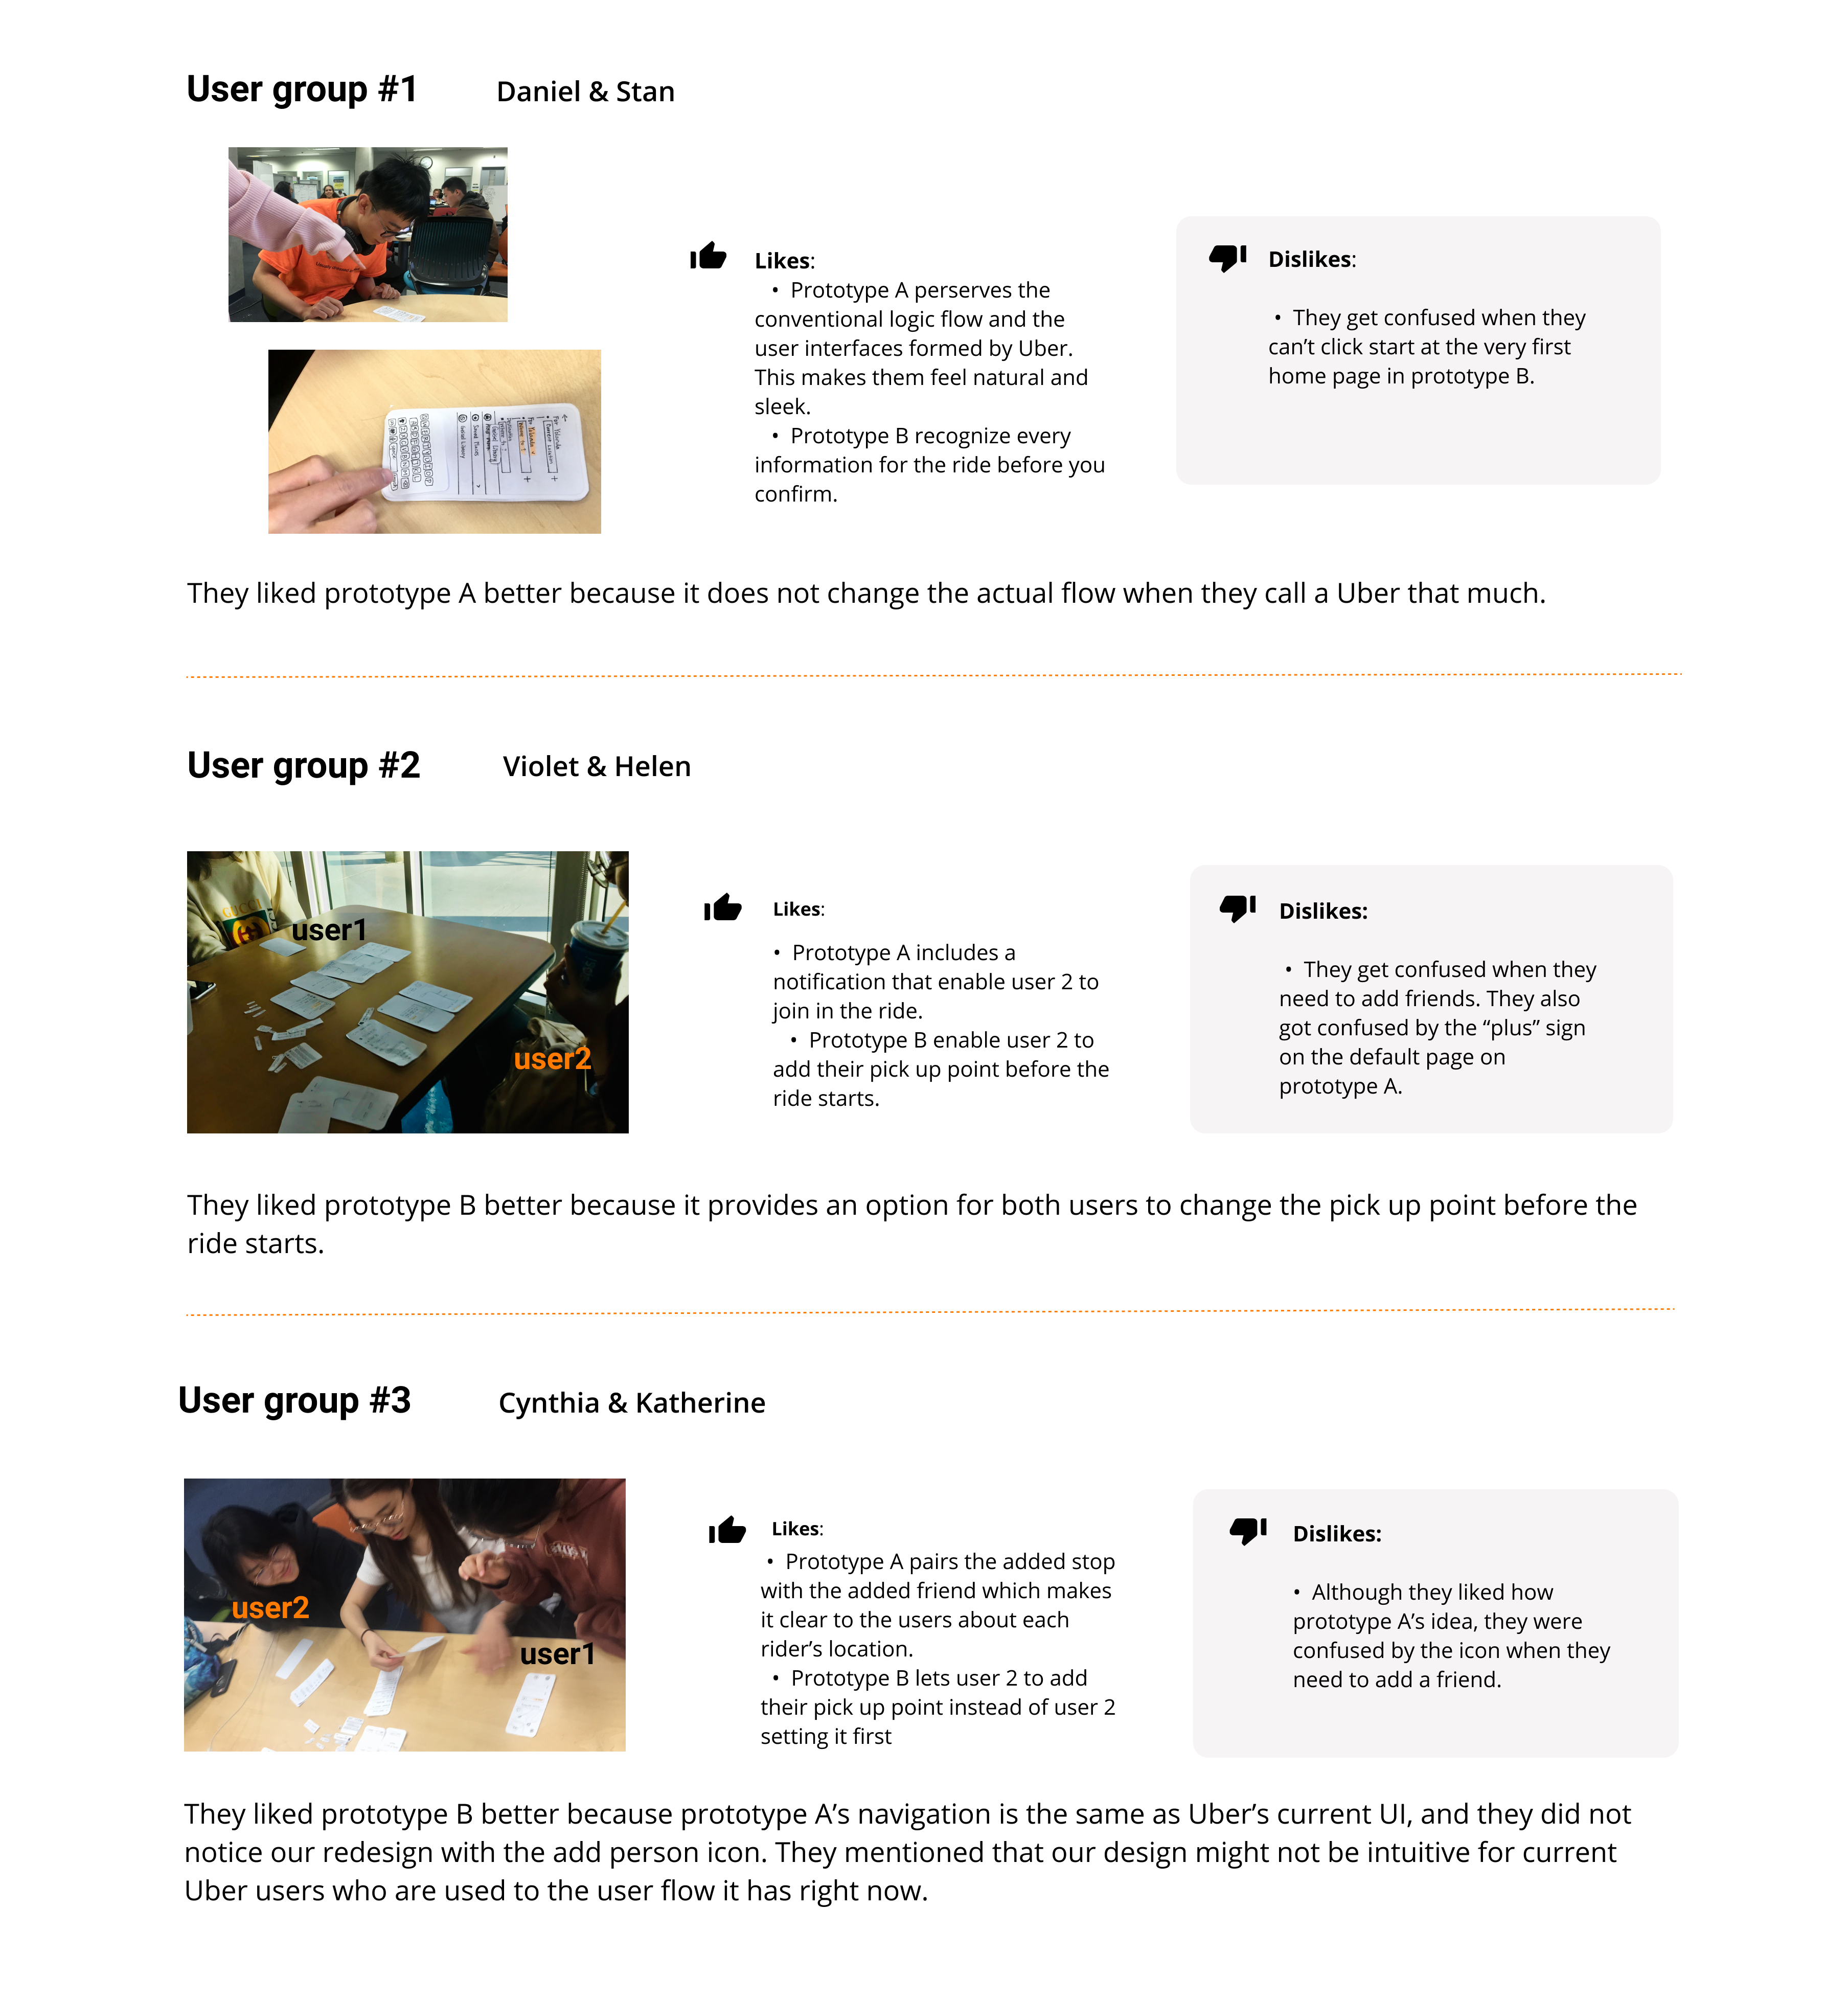 User group #1
Daniel & Stan
Likes:
• Prototype A perserves the
conventional logic flow and the
user interfaces formed by Uber.
This makes them feel natural and
sleek.
• Prototype B recognize every
information for the ride before you
confirm.
Dislikes:
• They get confused when they
can’t click start at the very first
home page in prototype B.
They liked prototype A better because it does not change the actual flow when they call a Uber that much.
User group #2
Violet & Helen
GUCCI
user1
user2
Likes:
• Prototype A includes a
notification that enable user 2 to
join in the ride.
• Prototype B enable user 2 to
add their pick up point before the
ride starts.
Dislikes:
• They get confused when they
need to add friends. They also
got confused by the “plus” sign
on the default page on
prototype A.
They liked prototype B better because it provides an option for both users to change the pick up point before the
ride starts.
User group #3
Cynthia & Katherine
user2
user1
Likes:
• Prototype A pairs the added stop
with the added friend which makes
it clear to the users about each
rider’s location.
• Prototype B lets user 2 to add
their pick up point instead of user 2
setting it first
Dislikes:
• Although they liked how
prototype A’s idea, they were
confused by the icon when they
need to add a friend.
They liked prototype B better because prototype A’s navigation is the same as Uber’s current UI, and they did not
notice our redesign with the add person icon. They mentioned that our design might not be intuitive for current
Uber users who are used to the user flow it has right now.